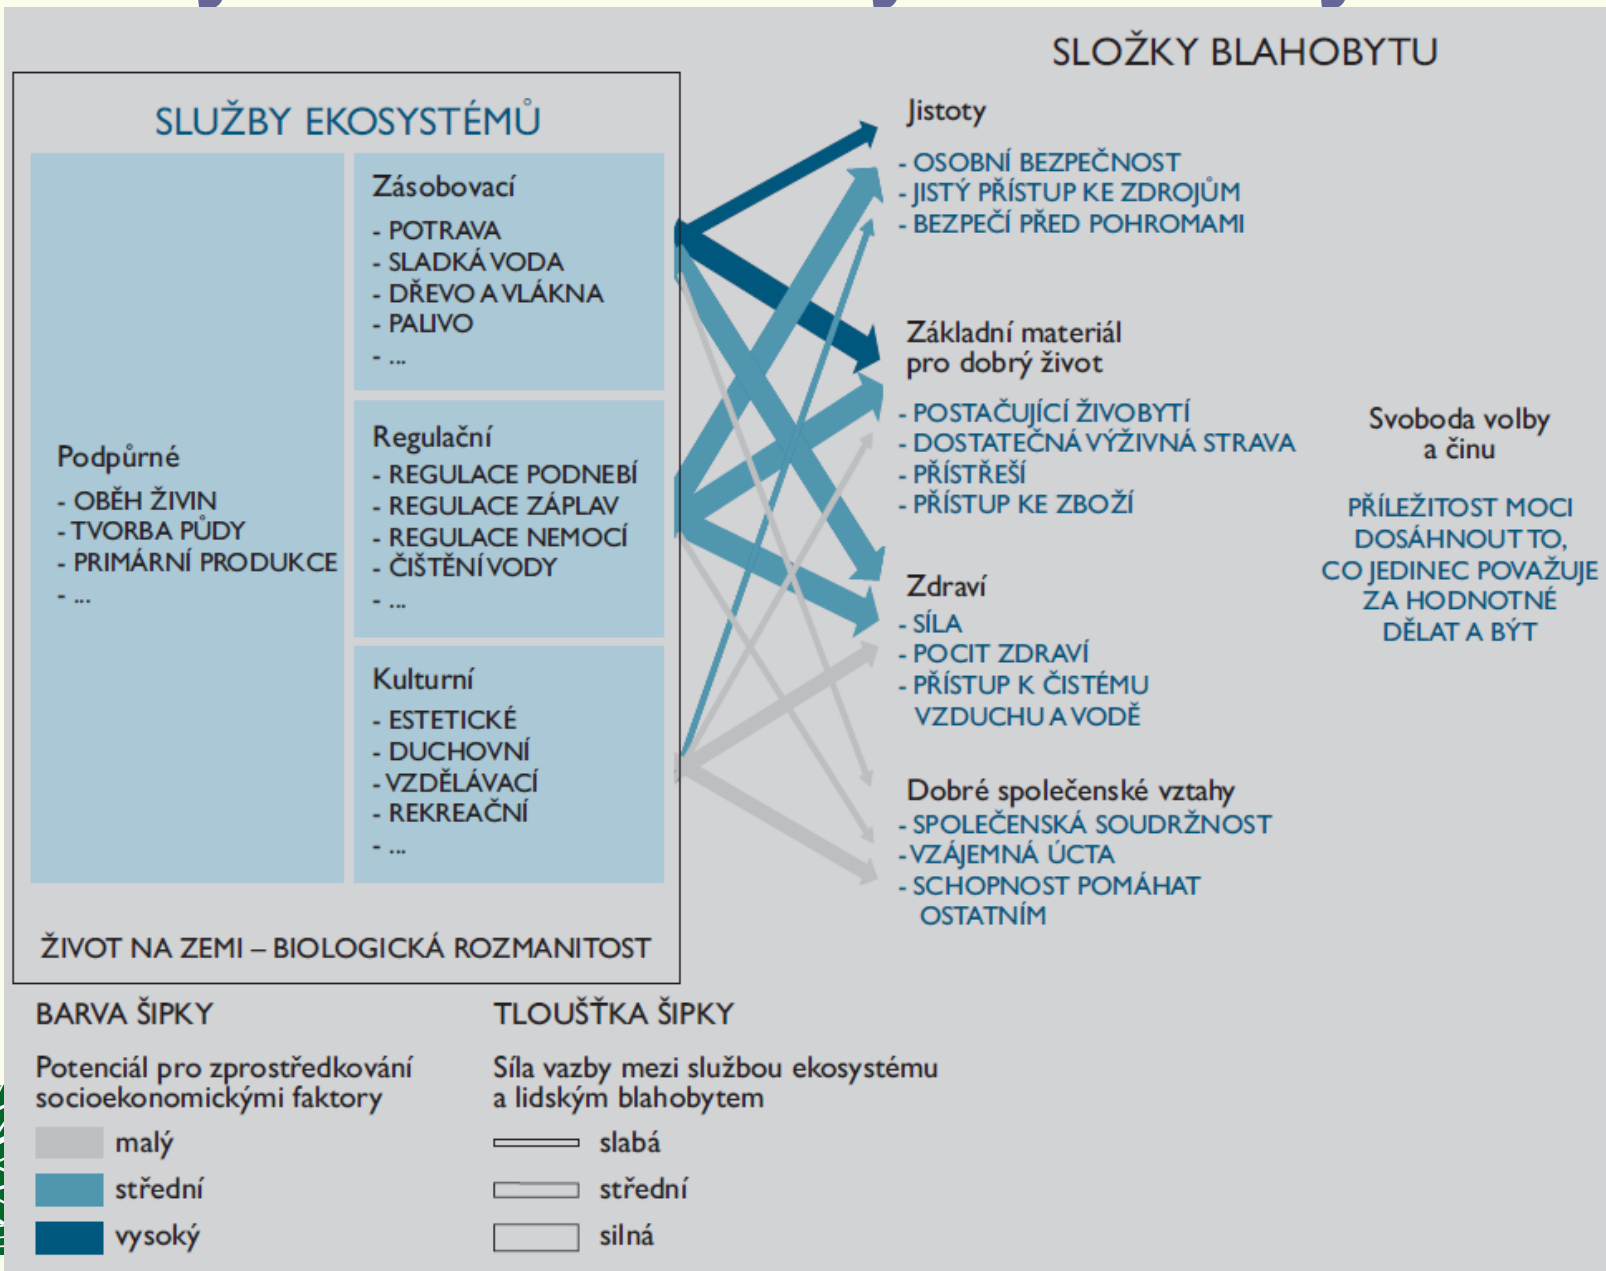 SLOŽKY BLAHOBYTU
SLUŽBY EKOSYSTÉMŮ
Podpůrné
- OBĚH ŽIVIN
- TVORBA PŮDY
- PRIMÁRNÍ PRODUKCE
- ...
Zásobovací
- POTRAVA
- SLADKÁ VODA
- DŘEVO A VLÁKNA
- PALIVO
- ...
Regulační
- REGULACE PODNEBÍ
- REGULACE ZÁPLAV
- REGULACE NEMOCÍ
- ČIŠTĚNÍ VODY
- ...
Kulturní
- ESTETICKÉ
- DUCHOVNÍ
- VZDĚLÁVACÍ
- REKREAČNÍ
- ...
ŽIVOT NA ZEMI – BIOLOGICKÁ ROZMANITOST
Jistoty
- OSOBNÍ BEZPEČNOST
- JISTÝ PŘÍSTUP KE ZDROJŮM
- BEZPEČÍ PŘED POHROMAMI
Základní materiál
pro dobrý život
- POSTAČUJÍCÍ ŽIVOBYTÍ
- DOSTATEČNÁ VÝŽIVNÁ STRAVA
- PŘÍSTŘEŠÍ
- PŘÍSTUP KE ZBOŽÍ
Zdraví
- SÍLA
- POCIT ZDRAVÍ
- PŘÍSTUP K ČISTÉMU
VZDUCHU A VODĚ
Dobré společenské vztahy
- SPOLEČENSKÁ SOUDRŽNOST
- VZÁJEMNÁ ÚCTA
- SCHOPNOST POMÁHAT
OSTATNÍM
Svoboda volby
a činu
PŘÍLEŽITOST MOCI
DOSÁHNOUT TO,
CO JEDINEC POVAŽUJE
ZA HODNOTNÉ
DĚLAT A BÝT
BARVA ŠIPKY
Potenciál pro zprostředkování
socioekonomickými faktory
malý
střední
vysoký
TLOUŠŤKA ŠIPKY
Síla vazby mezi službou ekosystému
a lidským blahobytem
slabá
střední
silná